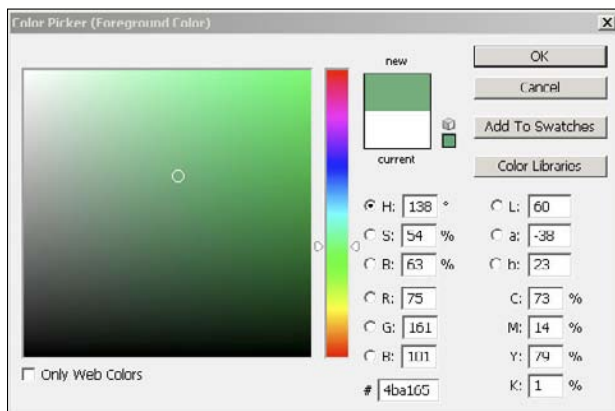 Color Picker (Foreground Color)
new
current
OK
Cancel
Add To Swatches
Color Libraries
H: 138 °
S: 54 %
B: 63 %
R: 75
G: 161
B: 101
# 4ba165
L: 60
a: -38
b: 23
C: 73 %
M: 14 %
Y: 79 %
K: 1 %
Only Web Colors